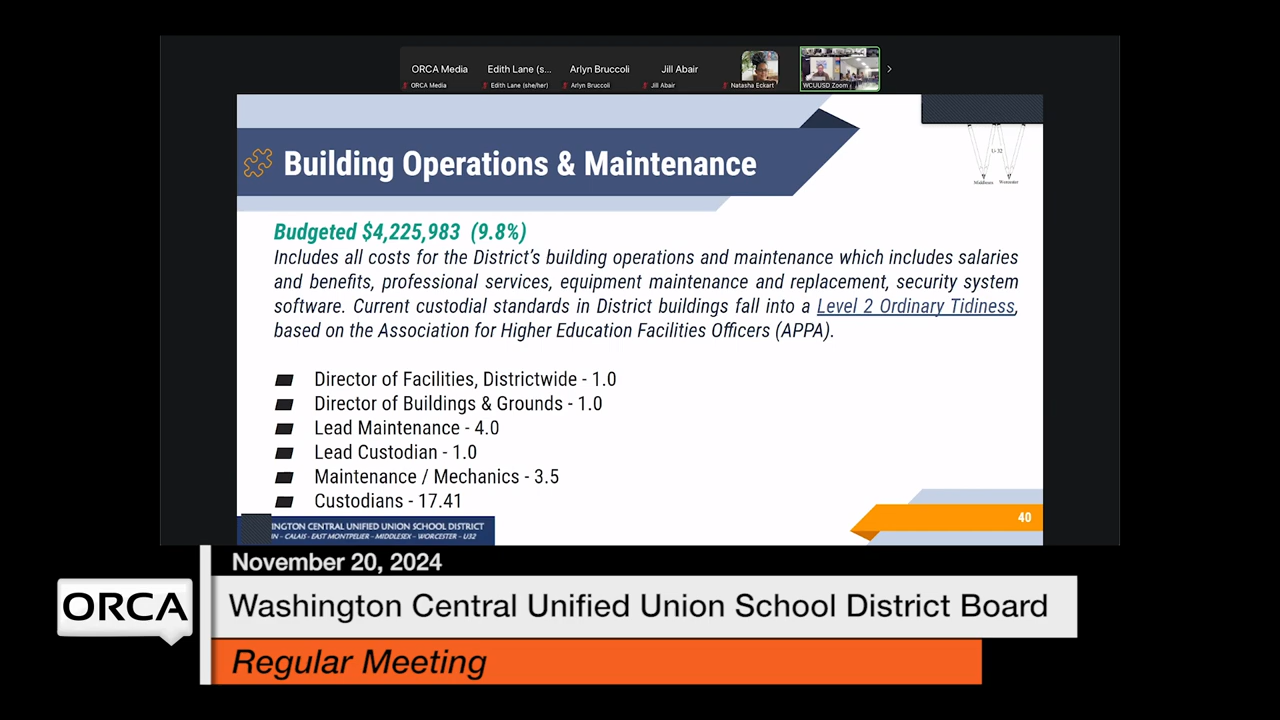 ORCA Media Edith Lane (s... Arlyn Bruccoli Jill Abair
ORCA Media Edith Lane (she/her) Arlyn Bruccoli Jill Abair Natasha Eckart WCUUSD Zoom
Building Operations & Maintenance
U-32
Middlesex Worcester
Budgeted $4,225,983 (9.8%)
Includes all costs for the District's building operations and maintenance which includes salaries
and benefits, professional services, equipment maintenance and replacement, security system
software. Current custodial standards in District buildings fall into a Level 2 Ordinary Tidiness,
based on the Association for Higher Education Facilities Officers (APPA).
Director of Facilities, Districtwide - 1.0
Director of Buildings & Grounds - 1.0
Lead Maintenance - 4.0
Lead Custodian - 1.0
Maintenance / Mechanics - 3.5
Custodians - 17.41
INGTON CENTRAL UNIFIED UNION SCHOOL DISTRICT
IN - CALAIS - EAST MONTPELIER - MIDDLESEX - WORCESTER - U32
40
November 20, 2024
ORCA
Washington Central Unified Union School District Board
Regular Meeting